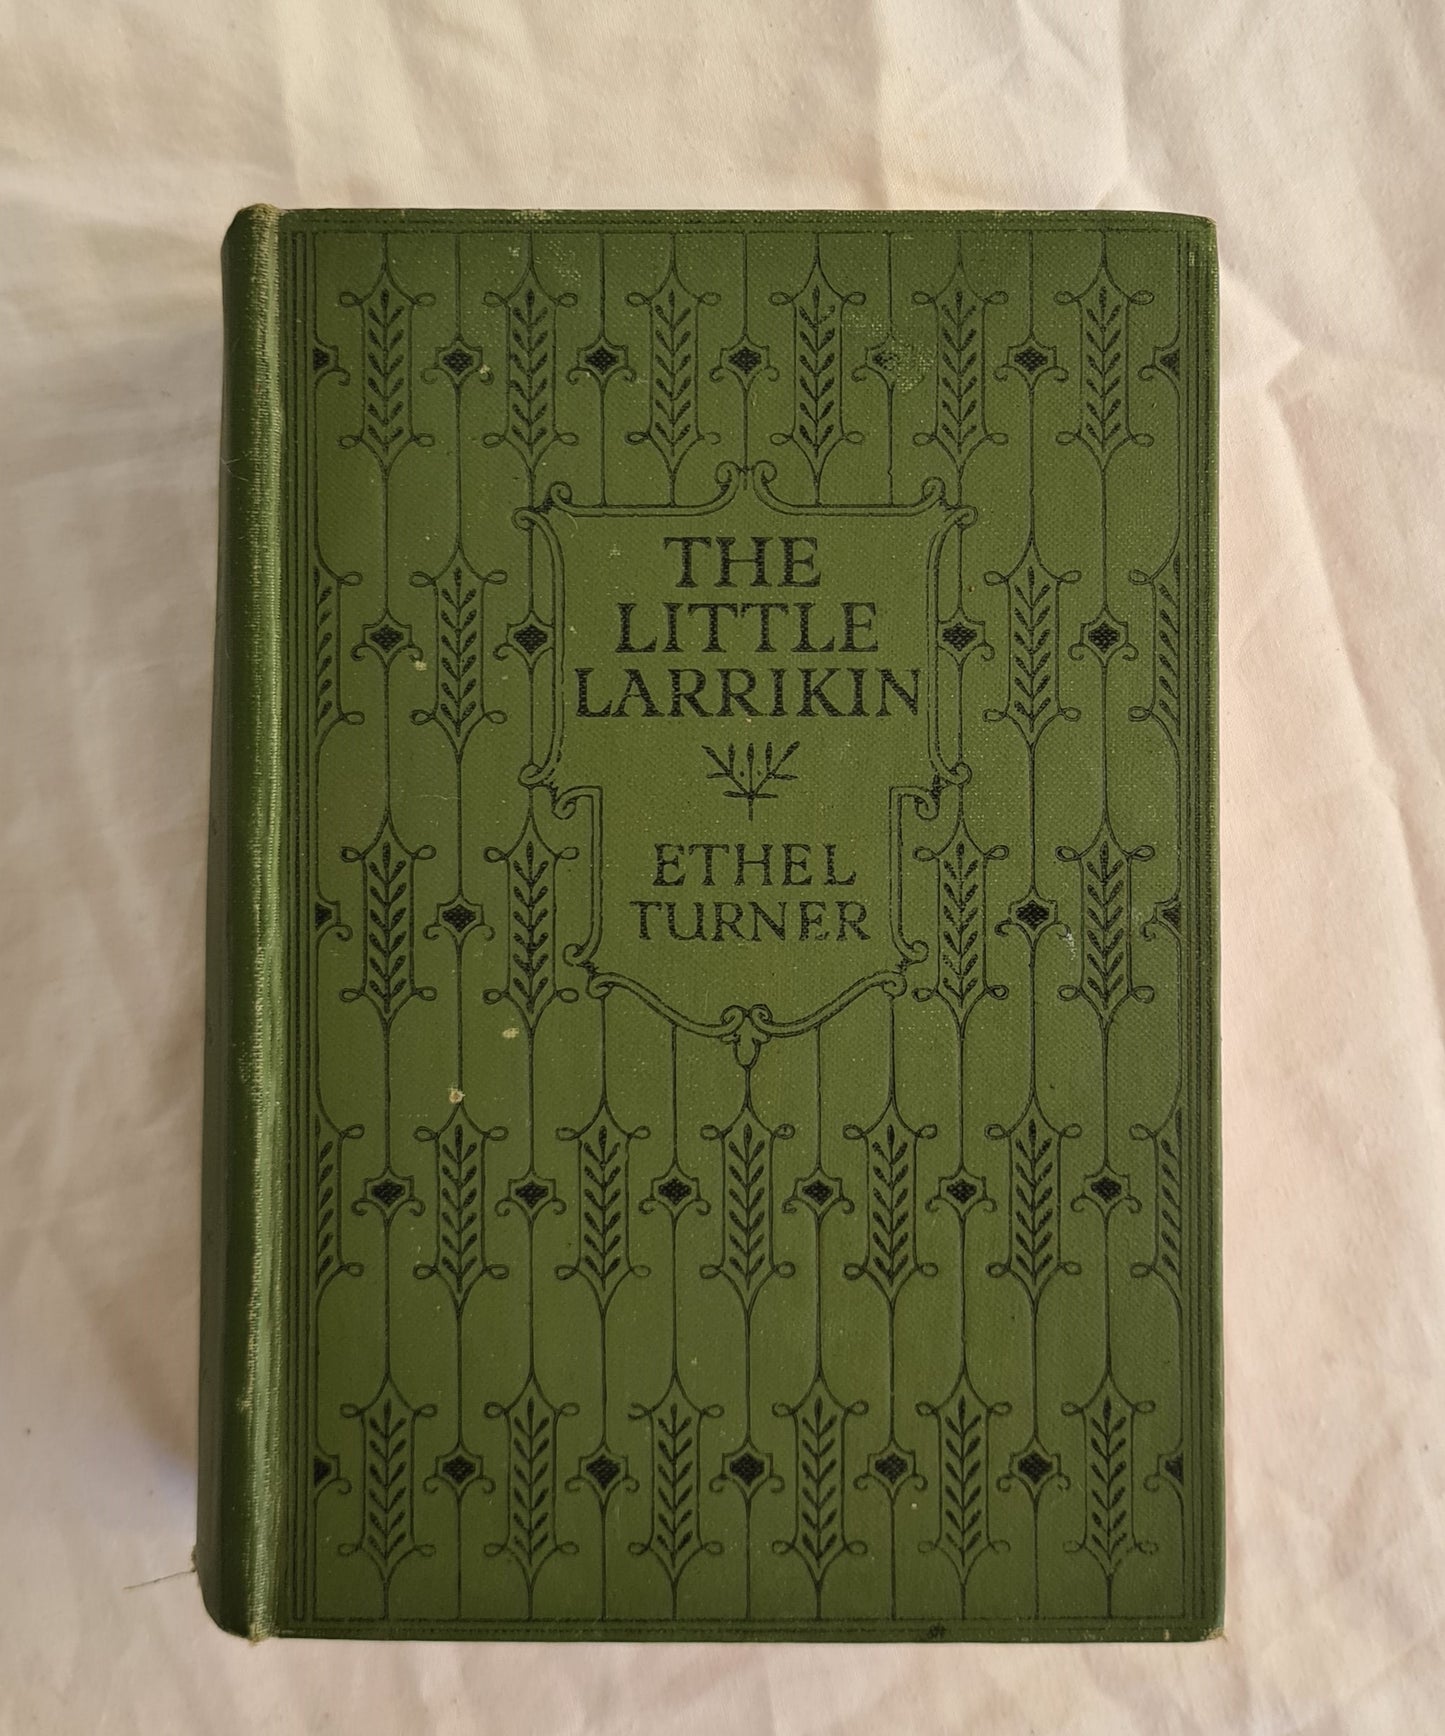 THE
LITTLE
LARRIKIN
ETHEL
TURNER